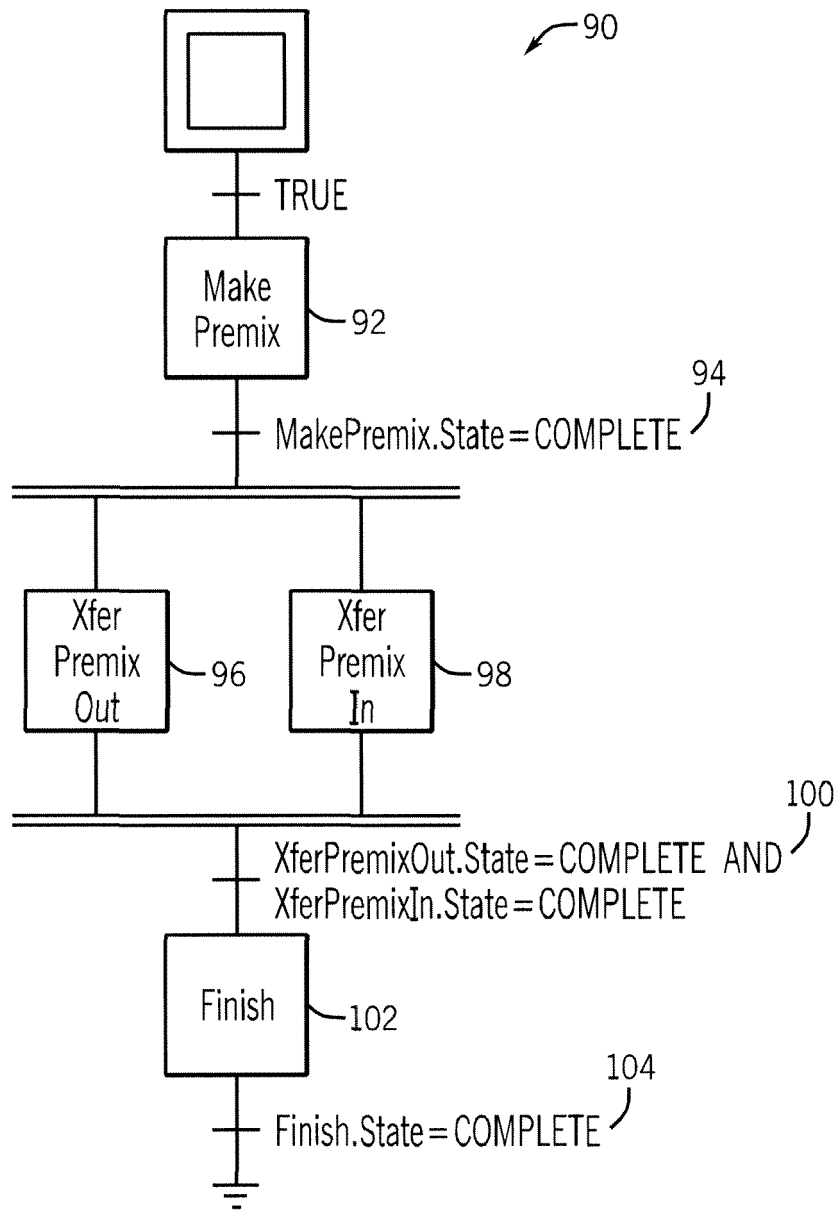 90
TRUE
Make
Premix
92
94
MakePremix.State=COMPLETE
Xfer
Premix
Out
96
Xfer
Premix
In
98
100
XferPremixOut.State=COMPLETE AND
XferPremixIn.State=COMPLETE
Finish
102
104
Finish.State=COMPLETE